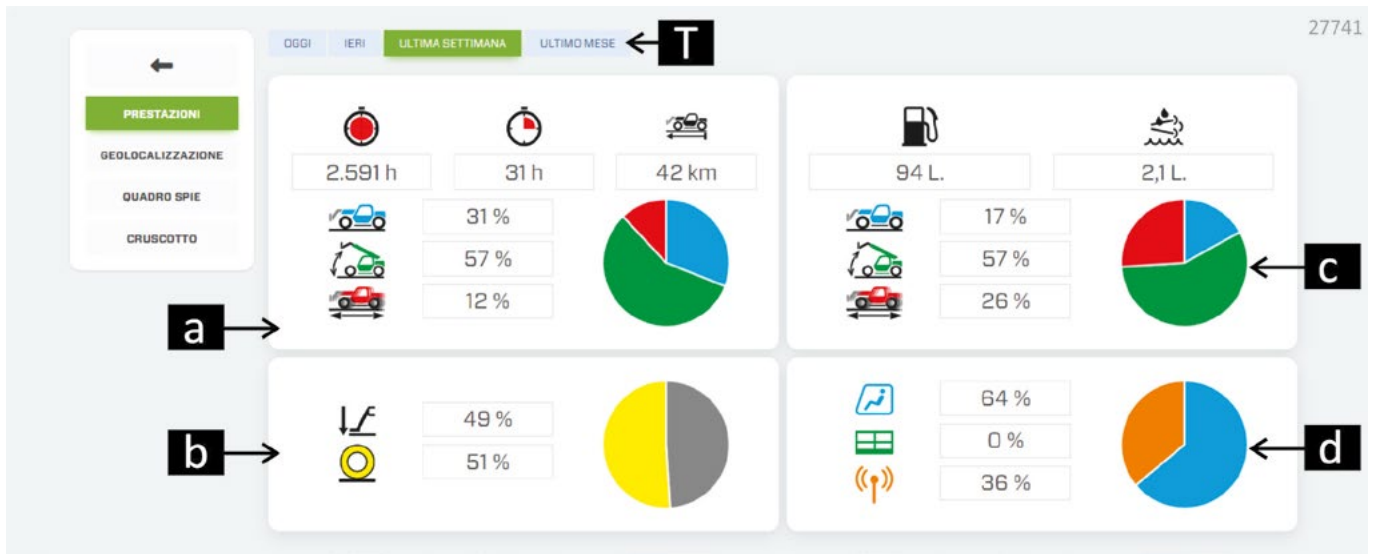 27741
OGGI IERI ULTIMA SETTIMANA ULTIMO MESE T
PRESTAZIONI
GEOLOCALIZZAZIONE
QUADRO SPIE
CRUSCOTTO
2.591 h 31 h 42 km
31 %
57 %
12 %
a
94 L. 2,1 L.
17 %
57 %
26 %
c
49 %
51 %
b
64 %
0 %
36 %
d